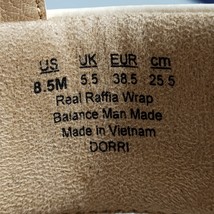 US UK EUR cm
8.5M 5.5 38.5 25.5
Real Raffia Wrap
Balance Man Made
Made in Vietnam
DORRI